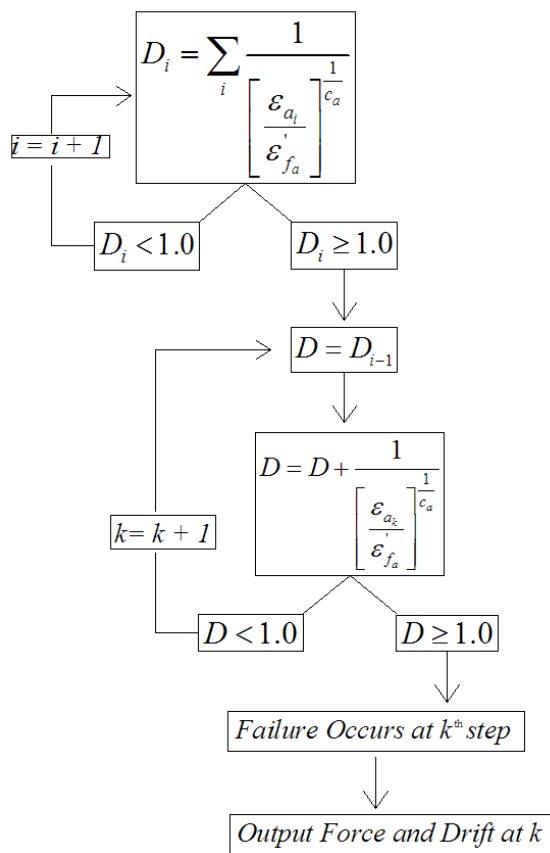 D_i = ∑_i 1 / [ε_{a_i} / ε'_{f_a}]^{1/c_a}
i = i + 1
D_i < 1.0
D_i ≥ 1.0
D = D_{i-1}
D = D + 1 / [ε_{a_k} / ε'_{f_a}]^{1/c_a}
k= k + 1
D < 1.0
D ≥ 1.0
Failure Occurs at k^{th} step
Output Force and Drift at k